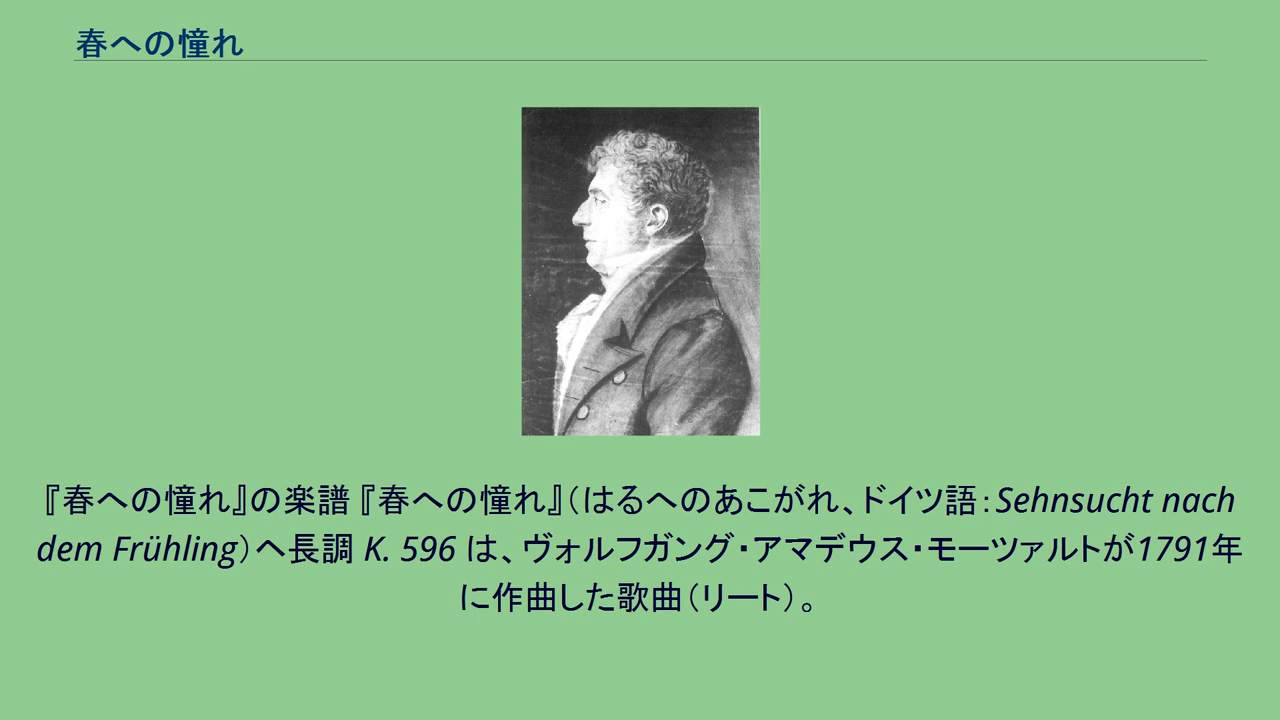 春への憧れ
『春への憧れ』の楽譜 『春への憧れ』（はるへのあこがれ、ドイツ語：Sehnsucht nach
dem Frühling）ヘ長調 K. 596 は、ヴォルフガング・アマデウス・モーツァルトが1791年
に作曲した歌曲（リート）。